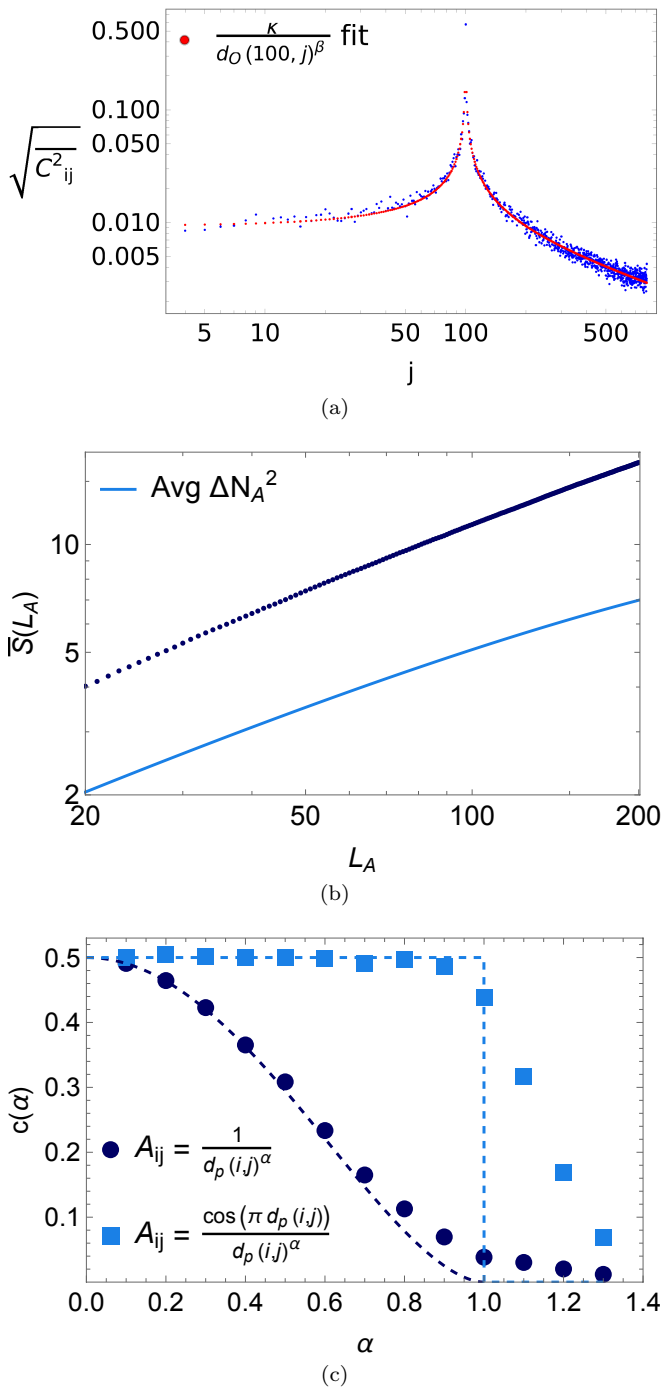 0.500
0.100
0.050
0.010
0.005
κ / d_O (100, j)^β fit
√(C²_ij)
5 10 50 100 500
j
(a)
Avg ΔN_A²
10
5
2
S̄(L_A)
20 50 100 200
L_A
(b)
0.5
0.4
0.3
0.2
0.1
c(α)
A_ij = 1 / d_p (i,j)^α
A_ij = cos(π d_p (i,j)) / d_p (i,j)^α
0.0 0.2 0.4 0.6 0.8 1.0 1.2 1.4
α
(c)